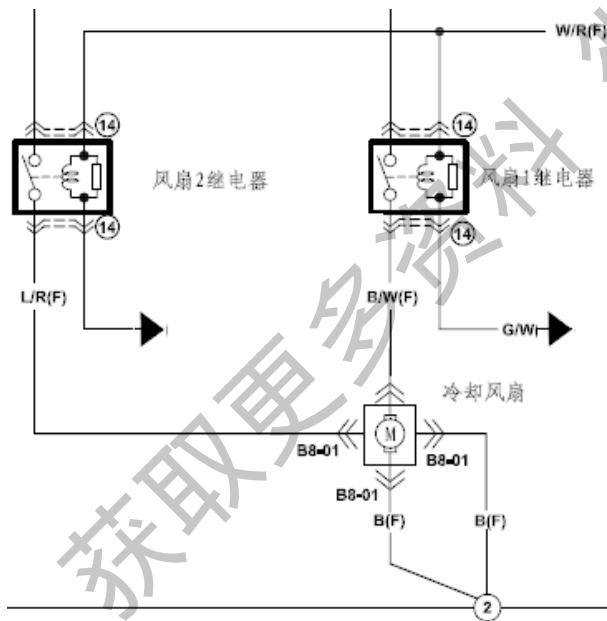 W/R(F)
14
14
风扇2继电器
风扇1继电器
14
14
L/R(F)
B/W(F)
G/W
冷却风扇
M
B8-01
B8-01
B8-01
B(F)
B(F)
2
获取更多资料